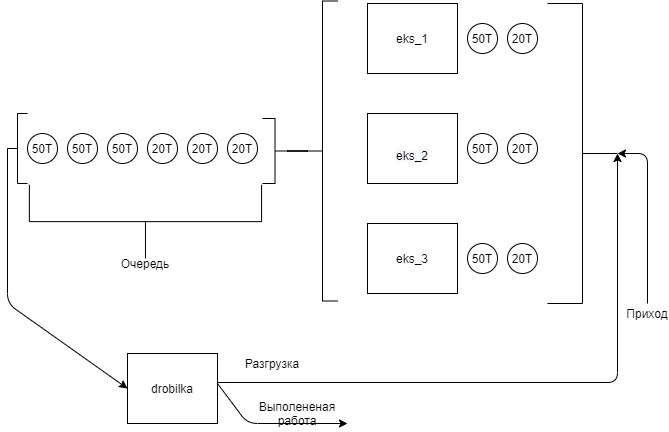 eks_1
50T
20T
50T
50T
50T
20T
20T
20T
eks_2
50T
20T
eks_3
50T
20T
Очередь
Приход
drobilka
Разгрузка
Выполененая
работа